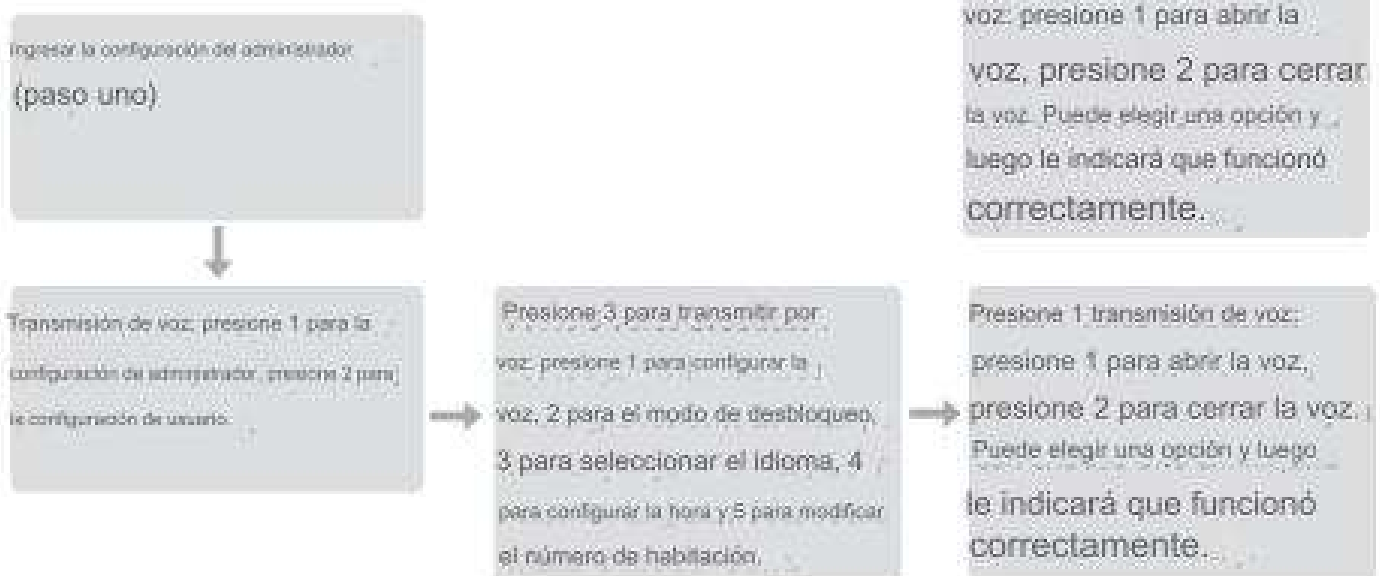 Ingresar la configuración del administrador
(paso uno)
voz: presione 1 para abrir la
voz, presione 2 para cerrar
la voz. Puede elegir una opción y
luego le indicará que funcionó
correctamente.
Transmisión de voz: presione 1 para la
configuración de administrador, presione 2 para
la configuración de usuario.
Presione 3 para transmitir por
voz: presione 1 para configurar la
voz, 2 para el modo de desbloqueo,
3 para seleccionar el idioma, 4
para configurar la hora y 5 para modificar
el número de habitación.
Presione 1 transmisión de voz:
presione 1 para abrir la voz,
presione 2 para cerrar la voz.
Puede elegir una opción y luego
le indicará que funcionó
correctamente.